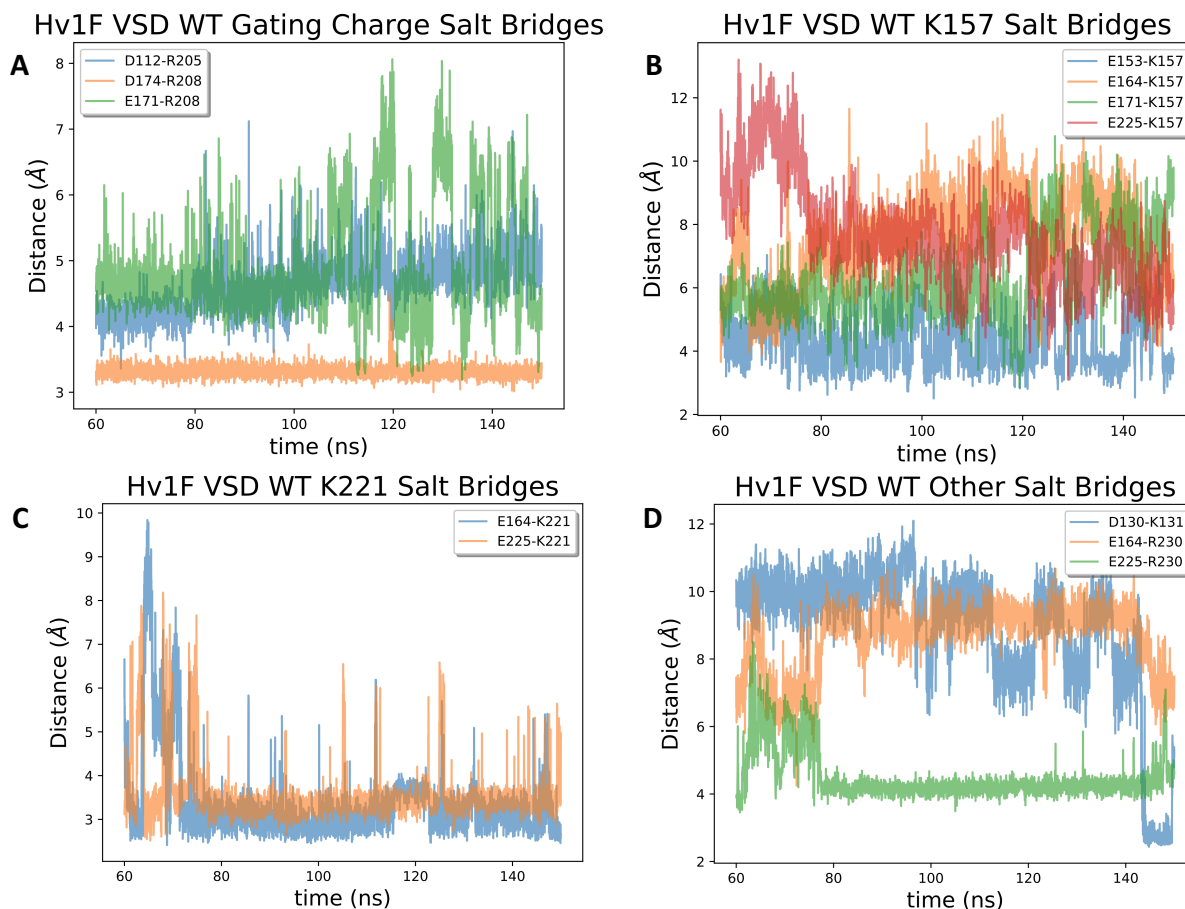 Hv1F VSD WT Gating Charge Salt Bridges
A
D112-R205
D174-R208
E171-R208
Distance (Å)
8
7
6
5
4
3
60 80 100 120 140
time (ns)
Hv1F VSD WT K157 Salt Bridges
B
E153-K157
E164-K157
E171-K157
E225-K157
Distance (Å)
12
10
8
6
4
2
60 80 100 120 140
time (ns)
Hv1F VSD WT K221 Salt Bridges
C
E164-K221
E225-K221
Distance (Å)
10
9
8
7
6
5
4
3
60 80 100 120 140
time (ns)
Hv1F VSD WT Other Salt Bridges
D
D130-K131
E164-R230
E225-R230
Distance (Å)
12
10
8
6
4
2
60 80 100 120 140
time (ns)